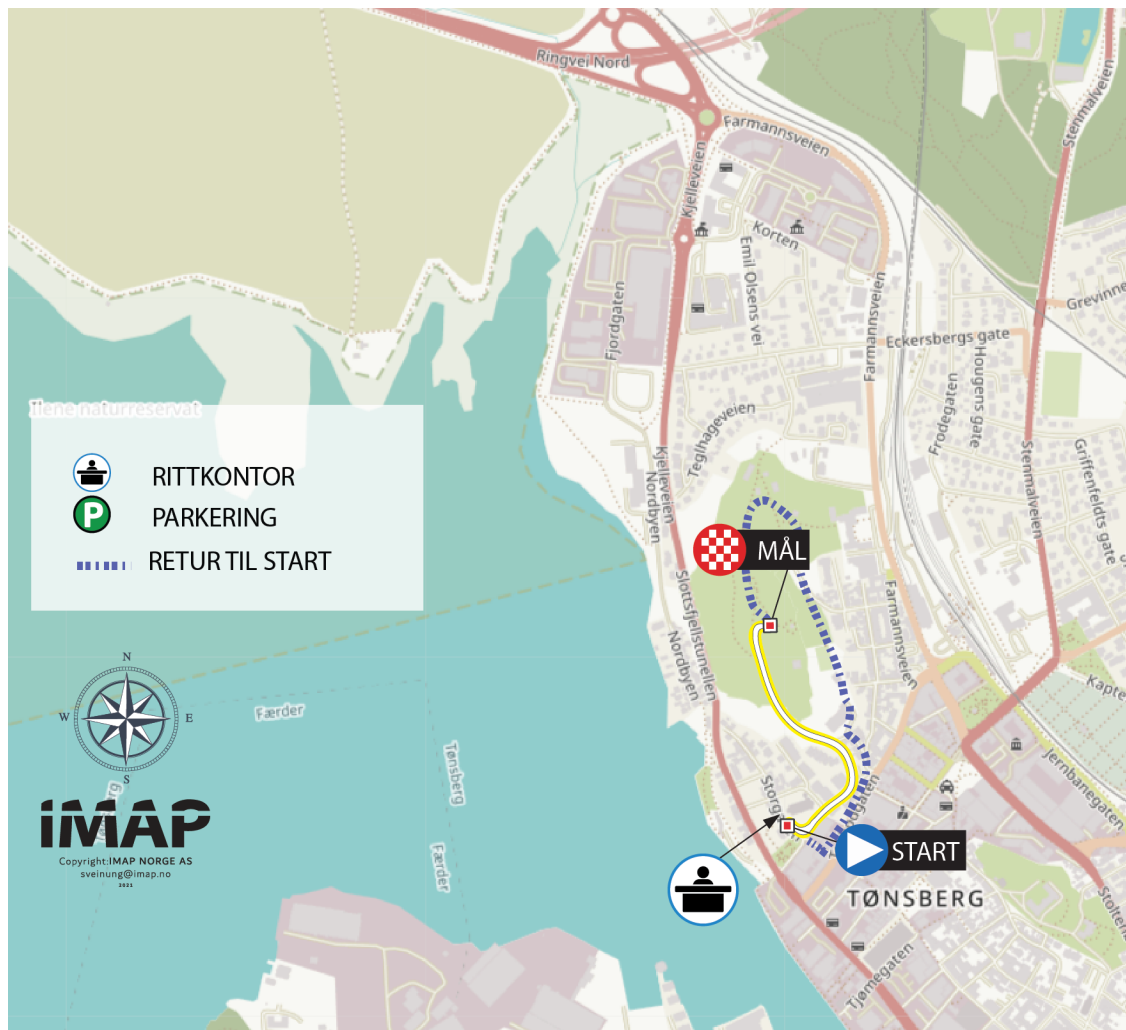 Ringvei Nord
Farmannsveien
Stenmalveien
Kjelleveien
Korten
Emil Olsens vei
Fjordgaten
Farmannsveien
Grevinne
Eckersbergs gate
Hougens gate
Frodegaten
Ilene naturreservat
Teglhageveien
Kjelleveien
Nordbyen
Stenmalveien
Griffenfeldts gate
RITTKONTOR
P PARKERING
RETUR TIL START
MÅL
Slottsfjellstunellen
Nordbyen
Farmannsveien
N
W
E
S
Færder
Kapte
Tønsberg
Jernbanegaten
Storg
START
iMAP
Copyright:IMAP NORGE AS
sveinung@imap.no
2021
Færder
TØNSBERG
Stoltenb
Tjømegaten